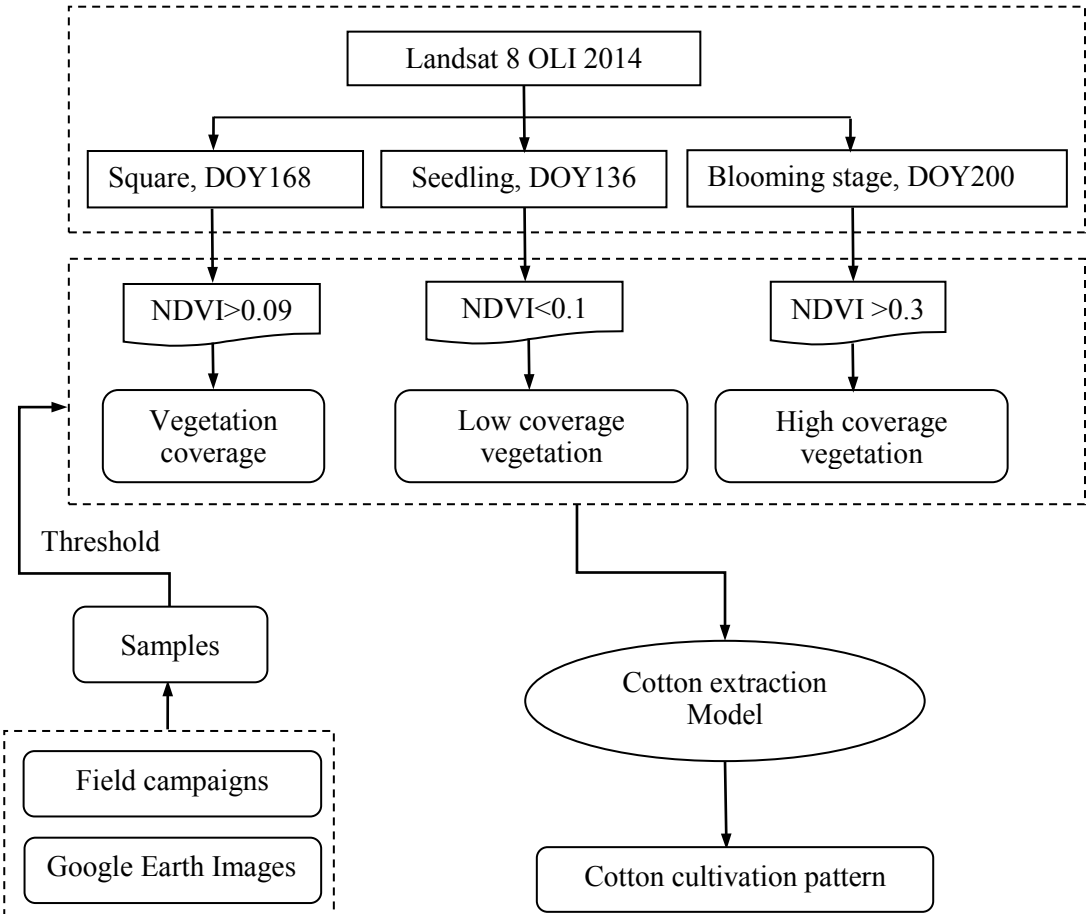 Landsat 8 OLI 2014
Square, DOY168
Seedling, DOY136
Blooming stage, DOY200
NDVI>0.09
NDVI<0.1
NDVI >0.3
Vegetation
coverage
Low coverage
vegetation
High coverage
vegetation
Threshold
Samples
Field campaigns
Google Earth Images
Cotton extraction
Model
Cotton cultivation pattern